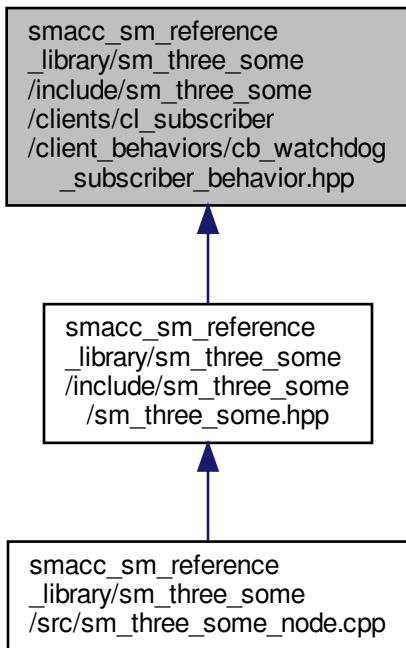 smacc_sm_reference
_library/sm_three_some
/include/sm_three_some
/clients/cl_subscriber
/client_behaviors/cb_watchdog
_subscriber_behavior.hpp
smacc_sm_reference
_library/sm_three_some
/include/sm_three_some
/sm_three_some.hpp
smacc_sm_reference
_library/sm_three_some
/src/sm_three_some_node.cpp